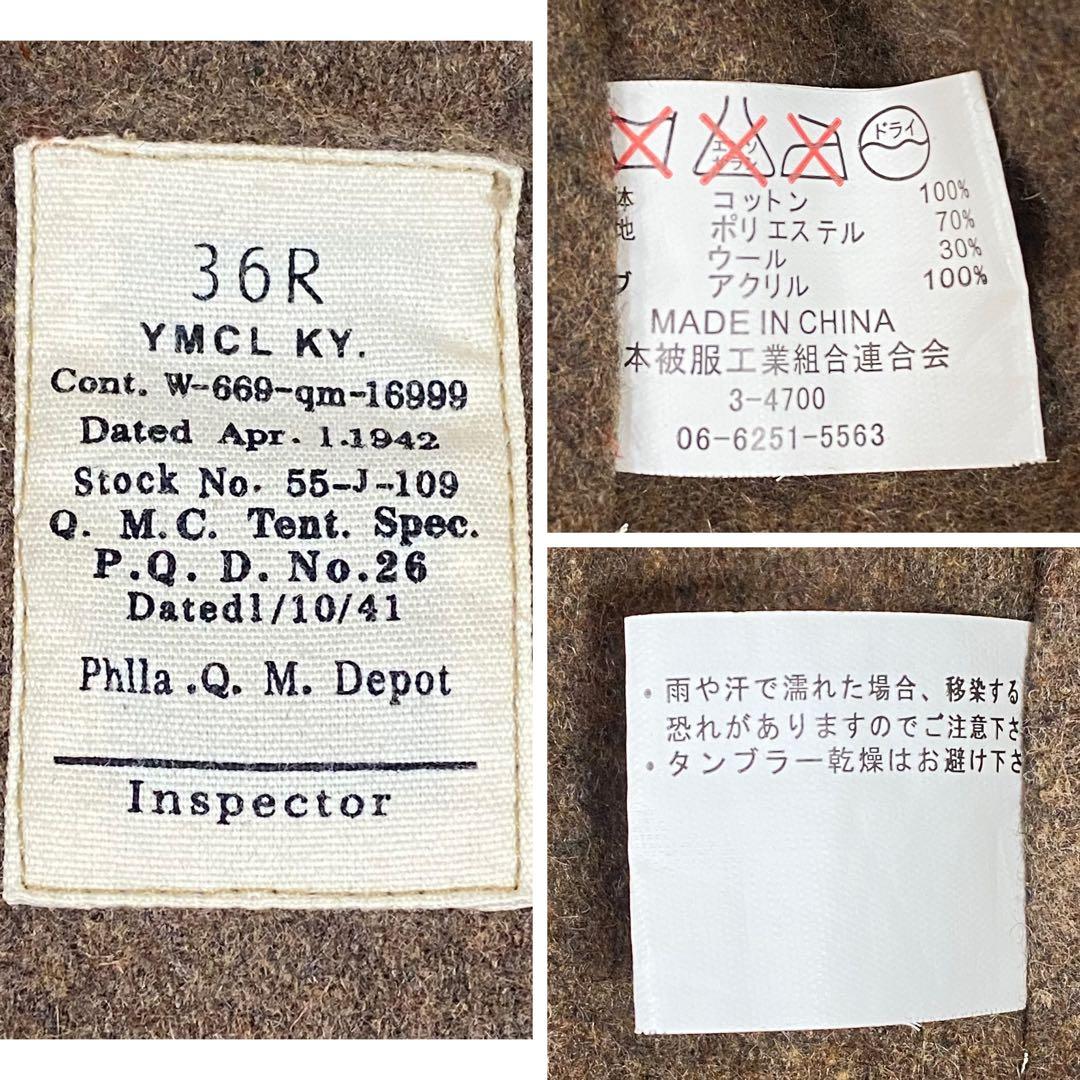 36R
YMCL KY.
Cont. W-669-qm-16999
Dated Apr. 1.1942
Stock No. 55-J-109
Q. M.C. Tent. Spec.
P.Q. D. No.26
Dated1/10/41
Phlla .Q. M. Depot
Inspector
ドライ
本 コットン 100%
地 ポリエステル 70%
ウール 30%
ブ アクリル 100%
MADE IN CHINA
本被服工業組合連合会
3-4700
06-6251-5563
・雨や汗で濡れた場合、移染する
恐れがありますのでご注意下さ
・タンブラー乾燥はお避け下さ